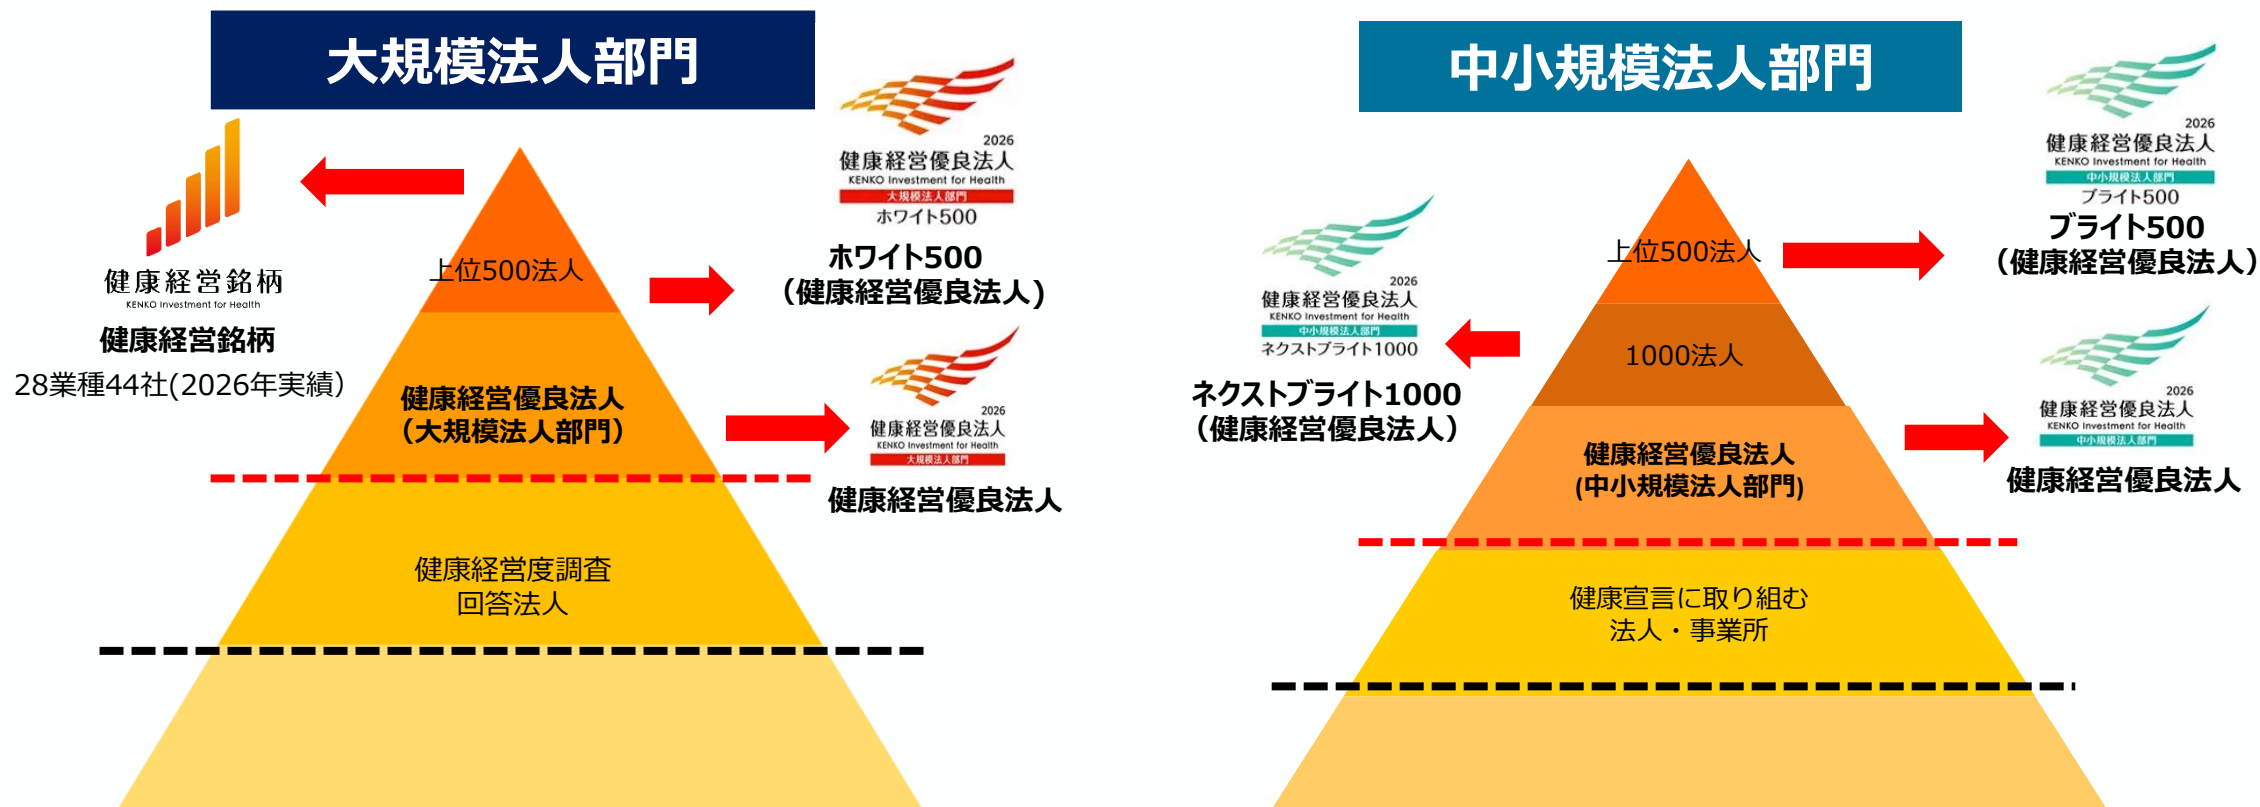 大規模法人部門
健康経営銘柄
KENKO Investment for Health
健康経営銘柄
28業種44社(2026年実績）
上位500法人
健康経営優良法人
（大規模法人部門）
健康経営度調査
回答法人
2026
健康経営優良法人
KENKO Investment for Health
大規模法人部門
ホワイト500
ホワイト500
（健康経営優良法人)
2026
健康経営優良法人
KENKO Investment for Health
大規模法人部門
健康経営優良法人
中小規模法人部門
2026
健康経営優良法人
KENKO Investment for Health
中小規模法人部門
ネクストブライト1000
ネクストブライト1000
（健康経営優良法人）
上位500法人
1000法人
健康経営優良法人
(中小規模法人部門)
健康宣言に取り組む
法人・事業所
2026
健康経営優良法人
KENKO Investment for Health
中小規模法人部門
ブライト500
ブライト500
（健康経営優良法人）
2026
健康経営優良法人
KENKO Investment for Health
中小規模法人部門
健康経営優良法人